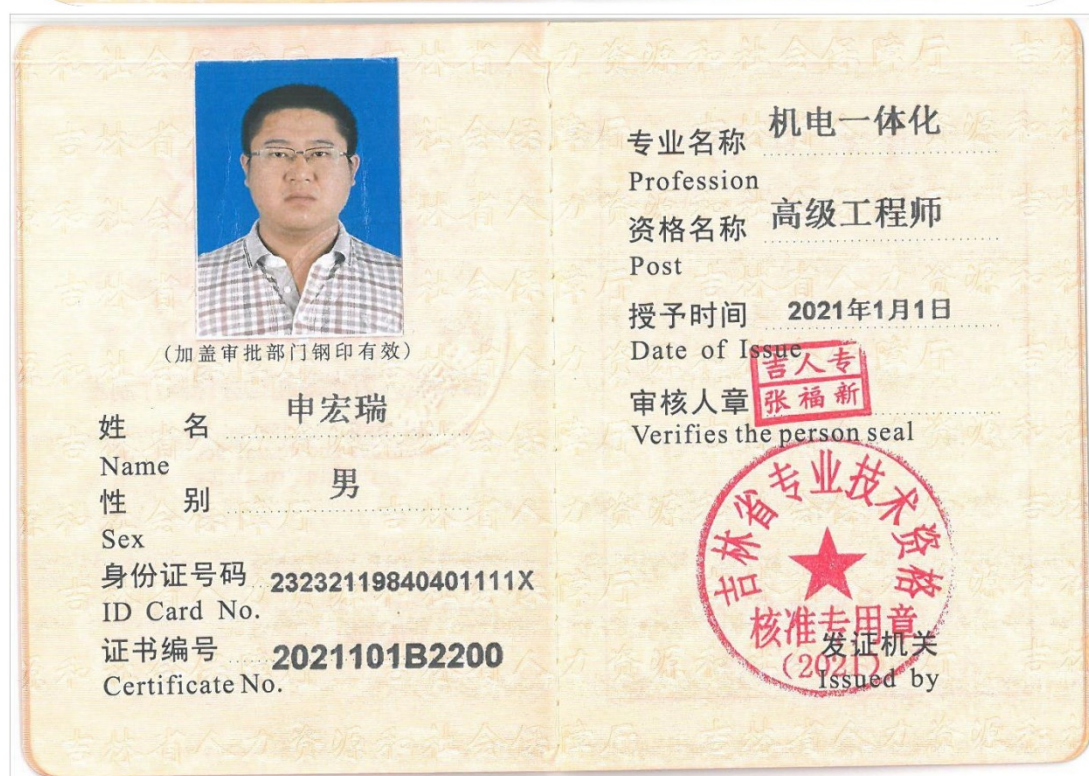 (加盖审批部门钢印有效)
姓 名 申宏瑞
Name
性 别 男
Sex
身份证号码 23232119840401111X
ID Card No.
证书编号 2021101B2200
Certificate No.
专业名称 机电一体化
Profession
资格名称 高级工程师
Post
授予时间 2021年1月1日
Date of Issue
吉人专
张福新
审核人章
Verifies the person seal
吉林省专业技术资格
核准专用章
(2021)
发证机关
Issued by